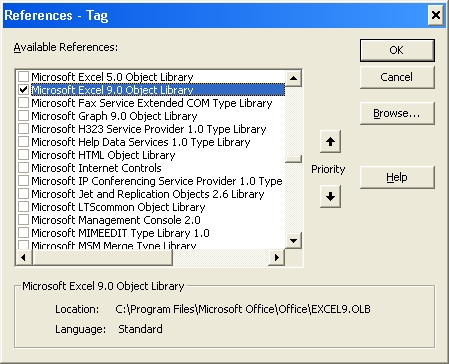 References - Tag
Available References:
OK
Microsoft Excel 5.0 Object Library
Microsoft Excel 9.0 Object Library
Cancel
Microsoft Fax Service Extended COM Type Library
Microsoft Graph 9.0 Object Library
Browse...
Microsoft H323 Service Provider 1.0 Type Library
Microsoft Help Data Services 1.0 Type Library
Microsoft HTML Object Library
Microsoft Internet Controls
Priority
Microsoft IP Conferencing Service Provider 1.0 Type
Help
Microsoft Jet and Replication Objects 2.6 Library
Microsoft LTScommon Object Library
Microsoft Management Console 2.0
Microsoft MIMEEDIT Type Library 1.0
Microsoft MSM Merge Type Library
Microsoft Excel 9.0 Object Library
Location: C:\Program Files\Microsoft Office\Office\EXCEL9.OLB
Language: Standard